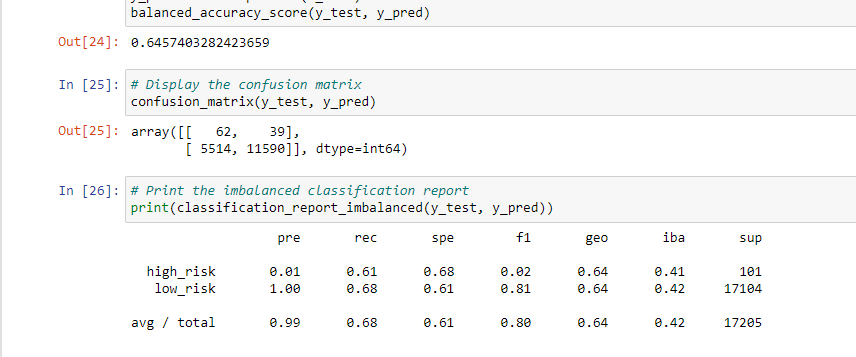 balanced_accuracy_score(y_test, y_pred)
Out[24]: 0.6457403282423659
In [25]: # Display the confusion matrix
confusion_matrix(y_test, y_pred)
Out[25]: array([[   62,    39],
       [ 5514, 11590]], dtype=int64)
In [26]: # Print the imbalanced classification report
print(classification_report_imbalanced(y_test, y_pred))
pre rec spe f1 geo iba sup
high_risk 0.01 0.61 0.68 0.02 0.64 0.41 101
low_risk 1.00 0.68 0.61 0.81 0.64 0.42 17104
avg / total 0.99 0.68 0.61 0.80 0.64 0.42 17205